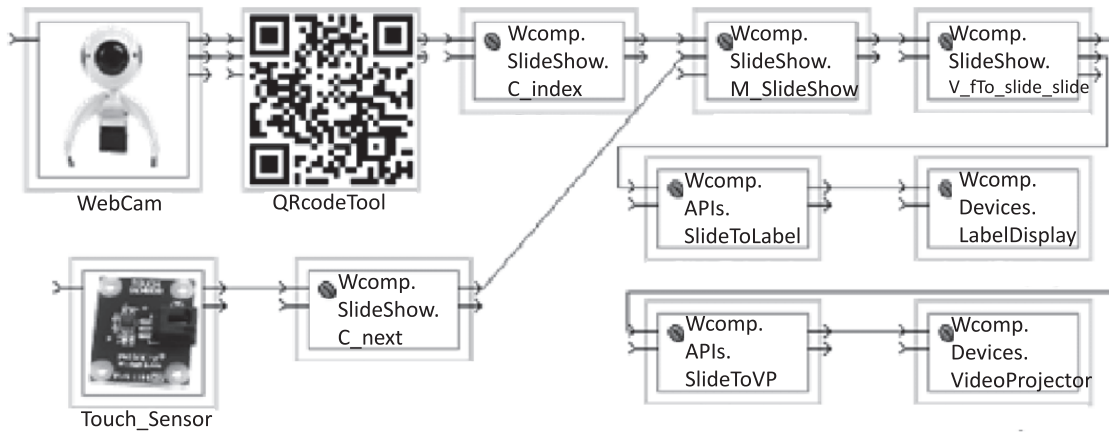 Wcomp.
SlideShow.
C_index
Wcomp.
SlideShow.
M_SlideShow
Wcomp.
SlideShow.
V_fTo_slide_slide
WebCam
QRcodeTool
Wcomp.
APIs.
SlideToLabel
Wcomp.
Devices.
LabelDisplay
Wcomp.
SlideShow.
C_next
Touch_Sensor
Wcomp.
APIs.
SlideToVP
Wcomp.
Devices.
VideoProjector